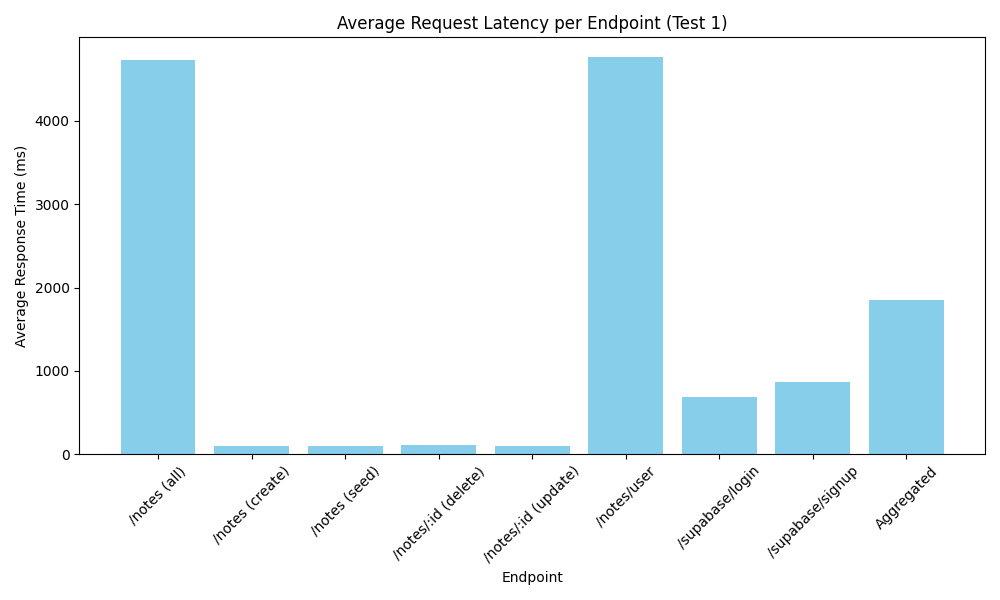 Average Request Latency per Endpoint (Test 1)
Average Response Time (ms)
4000
3000
2000
1000
0
/notes (all)
/notes (create)
/notes (seed)
/notes/:id (delete)
/notes/:id (update)
/notes/user
/supabase/login
/supabase/signup
Aggregated
Endpoint